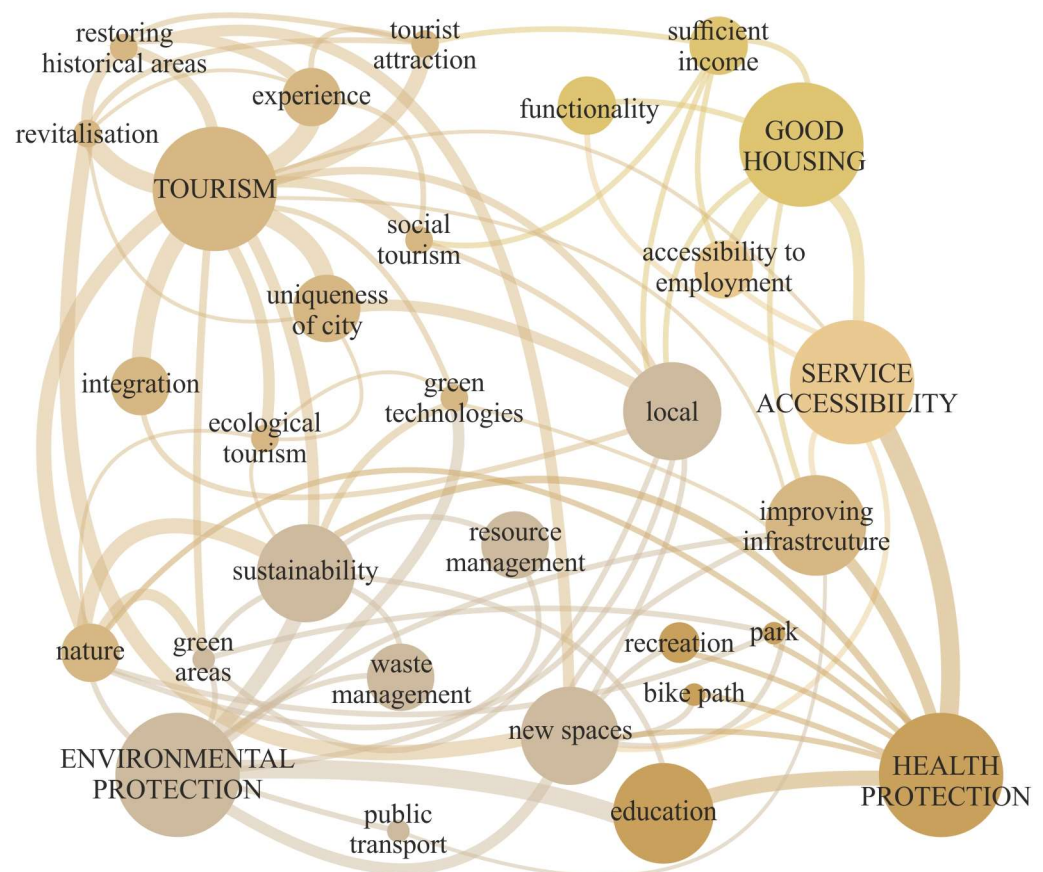 restoring
historical areas
tourist
attraction
sufficient
income
experience
functionality
revitalisation
GOOD
HOUSING
TOURISM
social
tourism
accessibility to
employment
uniqueness
of city
integration
green
technologies
SERVICE
ACCESSIBILITY
local
ecological
tourism
improving
infrastrcuture
resource
management
sustainability
nature
green
areas
waste
management
recreation
park
bike path
new spaces
ENVIRONMENTAL
PROTECTION
HEALTH
PROTECTION
education
public
transport